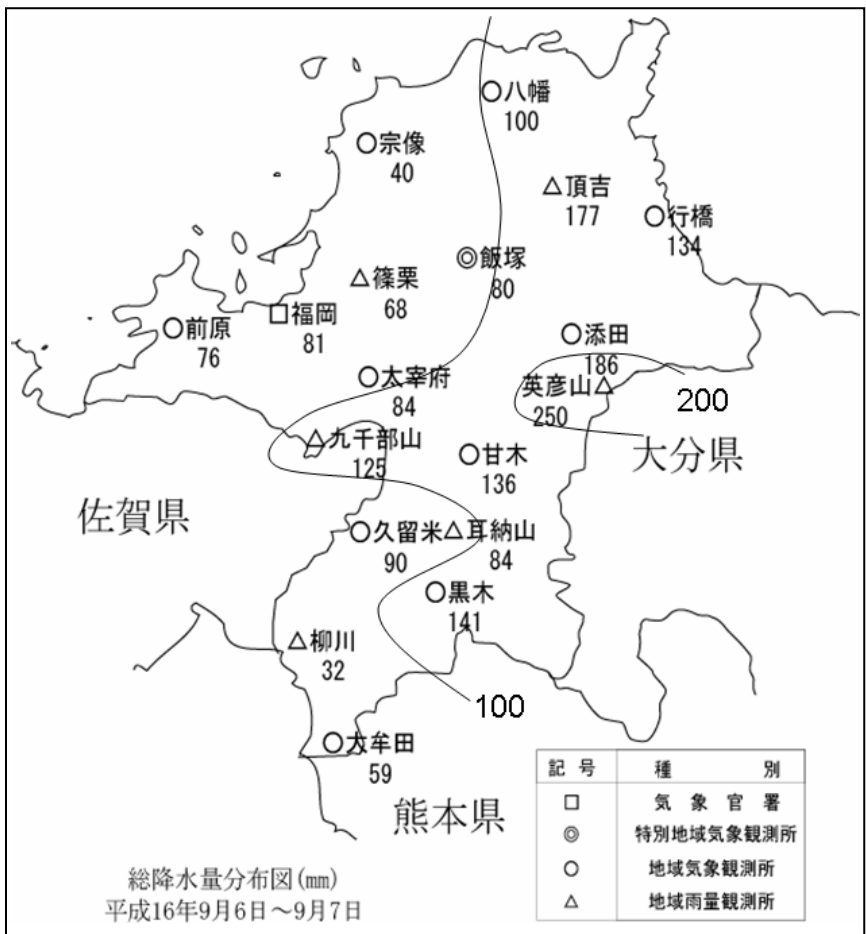 八幡
100
宗像
40
頂吉
177
行橋
134
飯塚
80
篠栗
68
福岡
81
前原
76
添田
186
太宰府
84
英彦山
250
200
九千部山
125
甘木
136
大分県
佐賀県
久留米
90
耳納山
84
黒木
141
柳川
32
100
大牟田
59
熊本県
記号 種別
□ 気象官署
◎ 特別地域気象観測所
○ 地域気象観測所
△ 地域雨量観測所
総降水量分布図(mm)
平成16年9月6日～9月7日